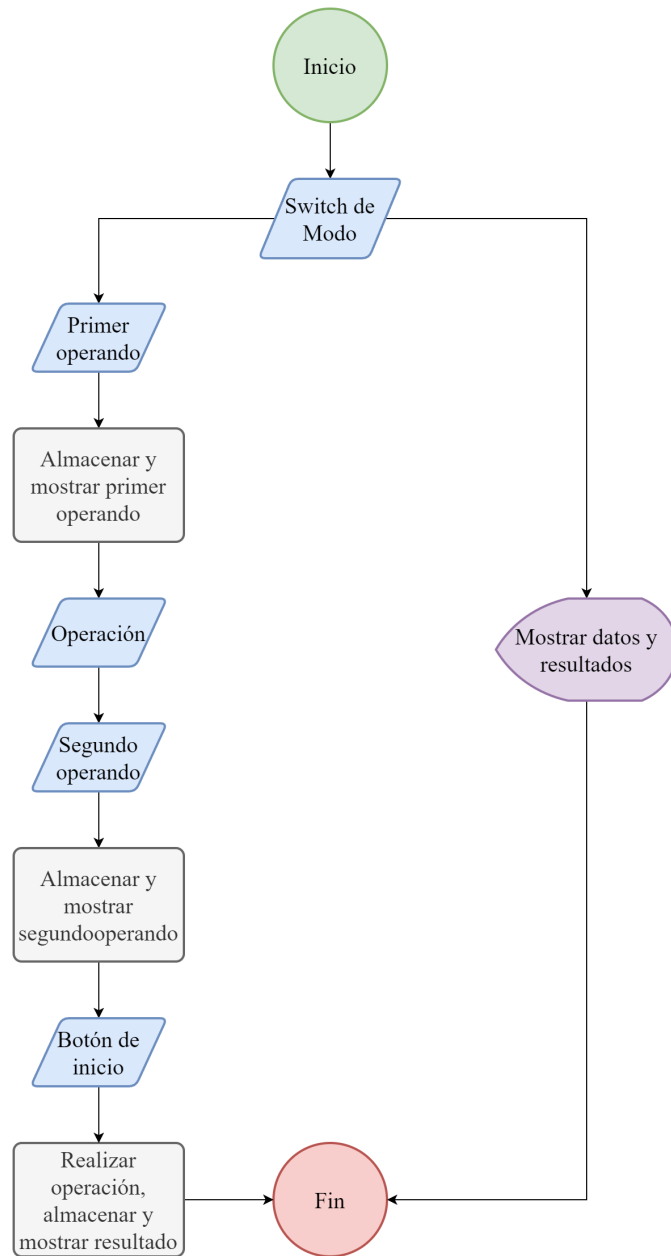 Inicio
Switch de
Modo
Primer
operando
Almacenar y
mostrar primer
operando
Operación
Segundo
operando
Mostrar datos y
resultados
Almacenar y
mostrar
segundooperando
Botón de
inicio
Realizar
operación,
almacenar y
mostrar resultado
Fin